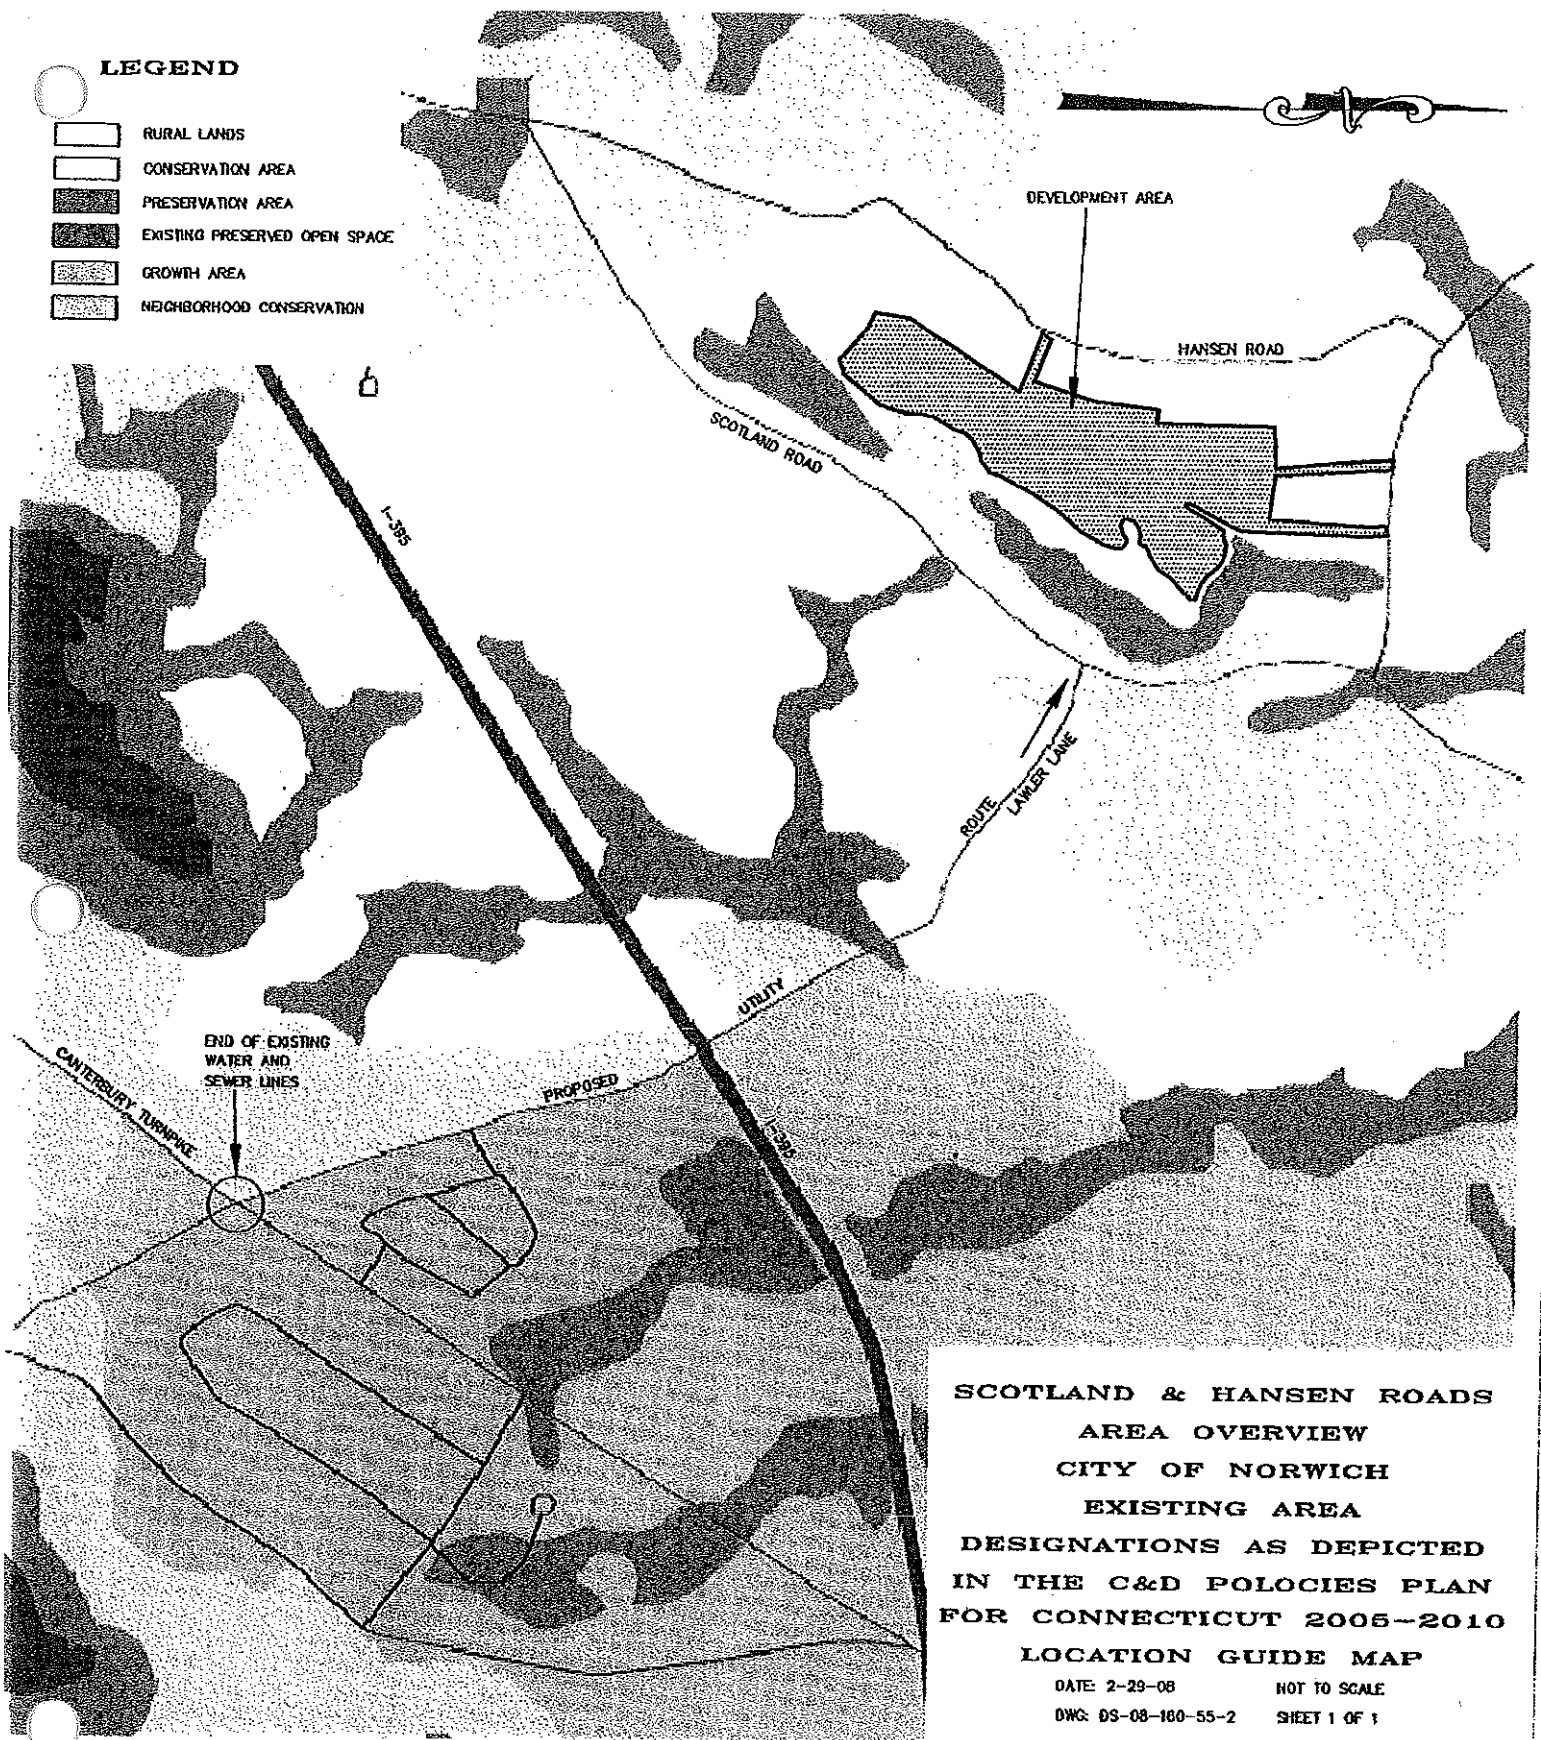 LEGEND
RURAL LANDS
CONSERVATION AREA
PRESERVATION AREA
EXISTING PRESERVED OPEN SPACE
GROWTH AREA
NEIGHBORHOOD CONSERVATION
N
DEVELOPMENT AREA
HANSEN ROAD
SCOTLAND ROAD
I-395
ROUTE
LAWLER LANE
UTILITY
PROPOSED
END OF EXISTING
WATER AND
SEWER LINES
CANTERBURY TURNPIKE
I-395
SCOTLAND & HANSEN ROADS
AREA OVERVIEW
CITY OF NORWICH
EXISTING AREA
DESIGNATIONS AS DEPICTED
IN THE C&D POLOCIES PLAN
FOR CONNECTICUT 2005-2010
LOCATION GUIDE MAP
DATE: 2-29-08 NOT TO SCALE
DWG: DS-08-160-55-2 SHEET 1 OF 1